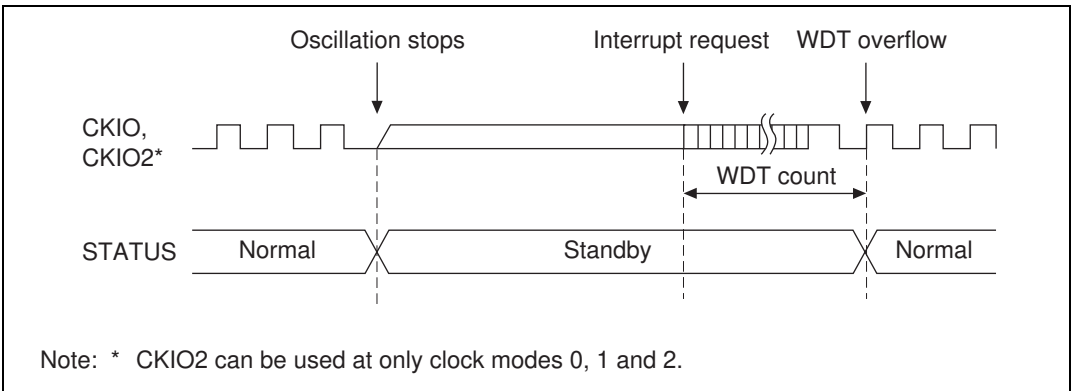 Oscillation stops Interrupt request WDT overflow
CKIO,
CKIO2*
WDT count
STATUS Normal Standby Normal
Note: * CKIO2 can be used at only clock modes 0, 1 and 2.